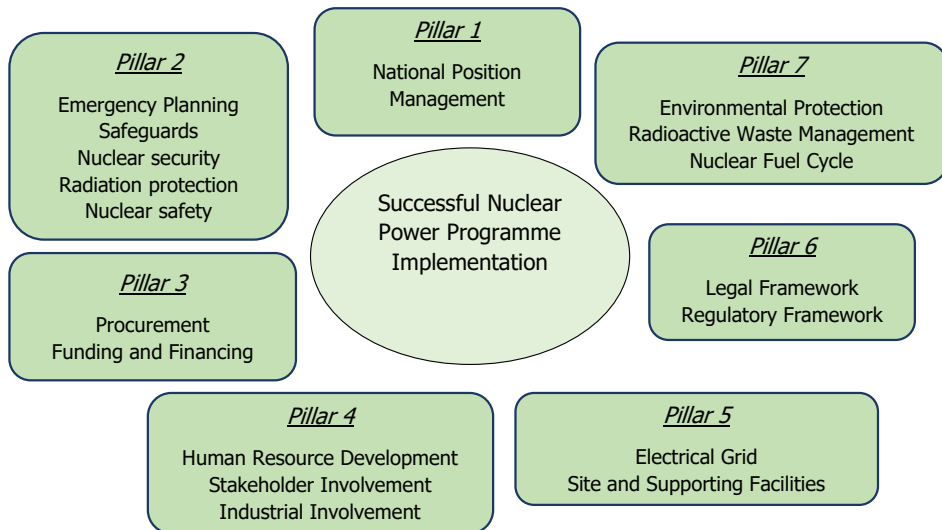 Pillar 1
National Position
Management
Pillar 2
Emergency Planning
Safeguards
Nuclear security
Radiation protection
Nuclear safety
Pillar 7
Environmental Protection
Radioactive Waste Management
Nuclear Fuel Cycle
Successful Nuclear
Power Programme
Implementation
Pillar 3
Procurement
Funding and Financing
Pillar 6
Legal Framework
Regulatory Framework
Pillar 4
Human Resource Development
Stakeholder Involvement
Industrial Involvement
Pillar 5
Electrical Grid
Site and Supporting Facilities